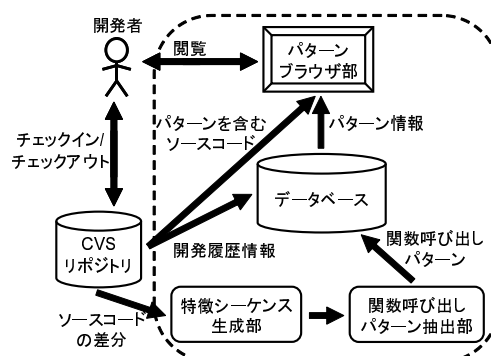 開発者
閲覧
パターン
ブラウザ部
チェックイン/
チェックアウト
パターンを含む
ソースコード
パターン情報
データベース
CVS
リポジトリ
開発履歴情報
関数呼び出し
パターン
ソースコード
の差分
特徴シーケンス
生成部
関数呼び出し
パターン抽出部